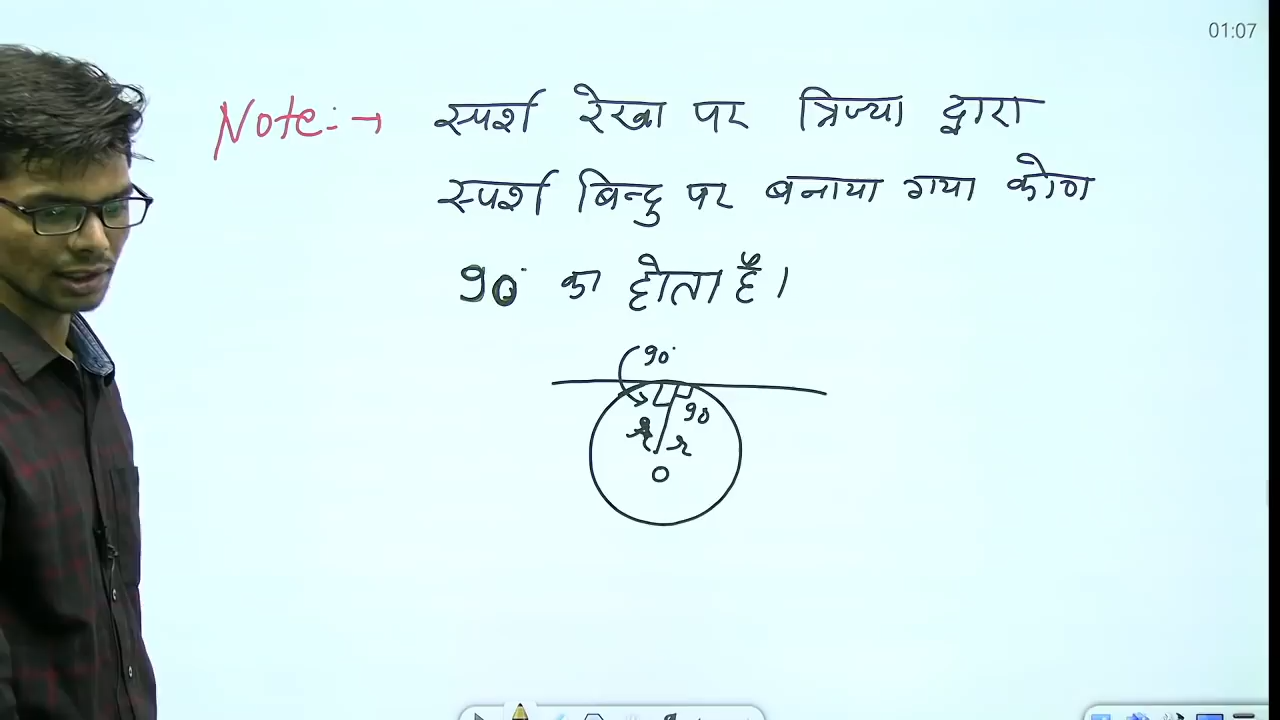 01:07
Note:→ स्पर्श रेखा पर त्रिज्या द्वारा
स्पर्श बिन्दु पर बनाया गया कोण
90° का होता है।
90°
90
r r
O